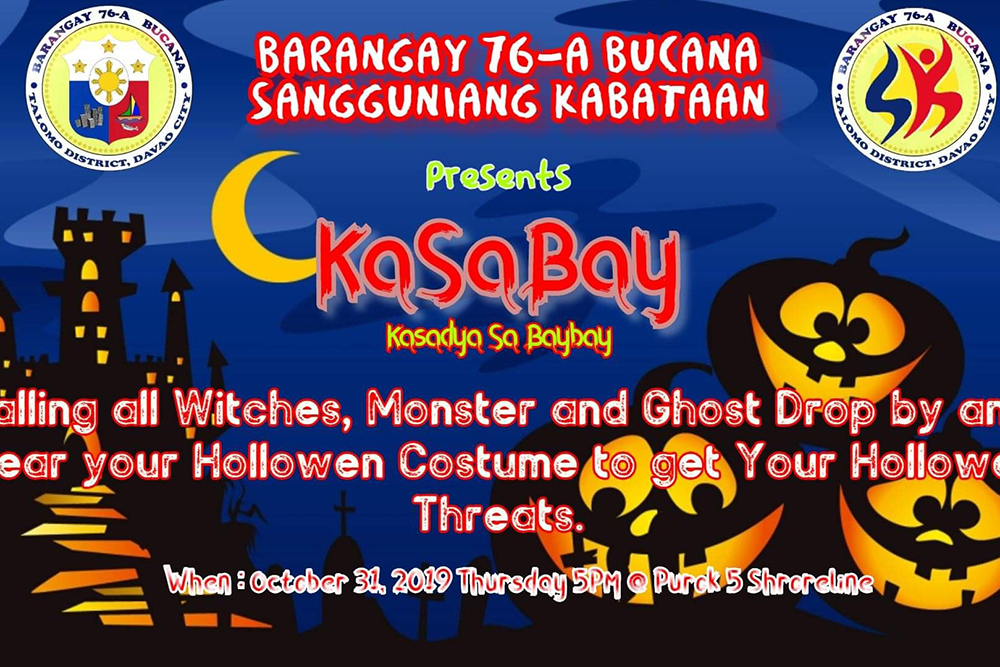 BARANGAY 76-A BUCANA
SANGGUNIANG KABATAAN
BARANGAY 76-A BUCANA
TALOMO DISTRICT, DAVAO CITY
BARANGAY 76-A BUCANA
TALOMO DISTRICT, DAVAO CITY
Presents
KaSaBay
Kasadya Sa Baybay
alling all Witches, Monster and Ghost Drop by an
ear your Hollowen Costume to get Your Hollowe
Threats.
When : October 31, 2019 Thursday 5PM @ Purok 5 Shroreline